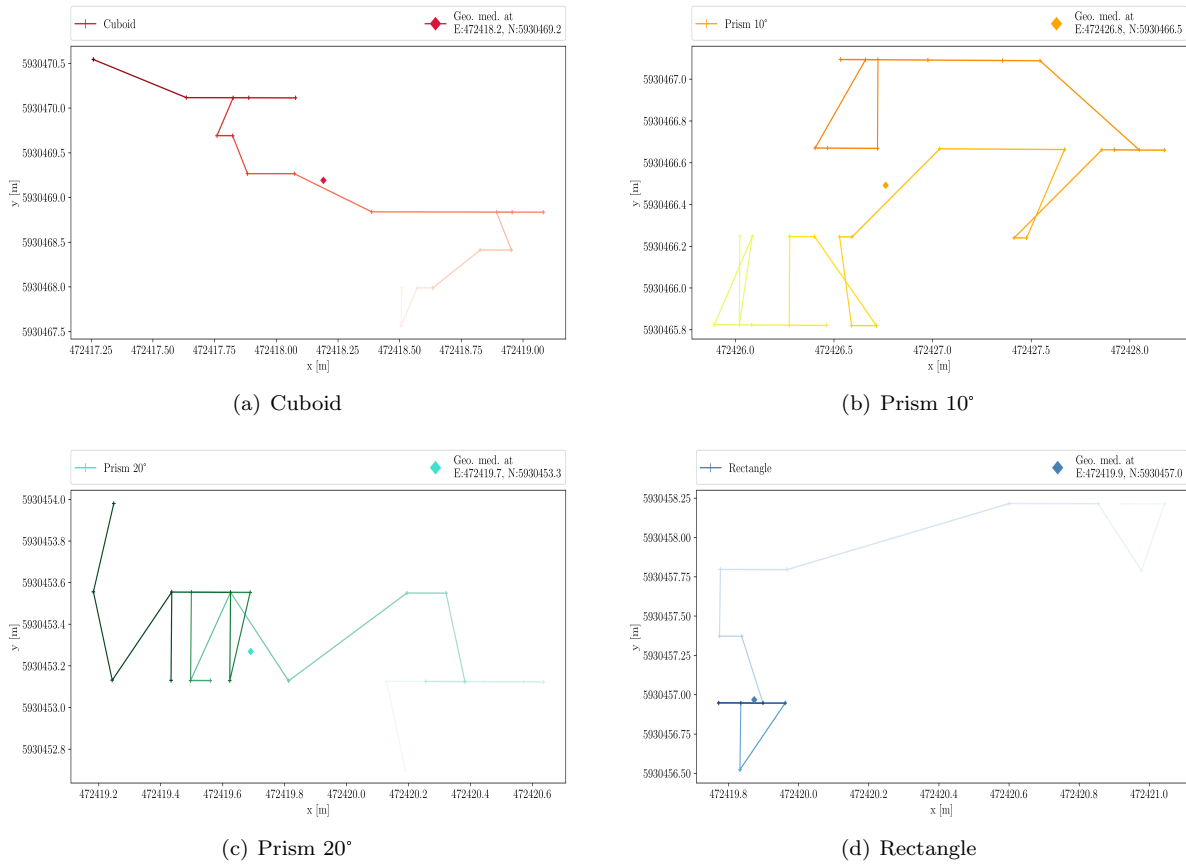 Cuboid
Geo. med. at
E:472418.2, N:5930469.2
5930470.5
5930470.0
5930469.5
5930469.0
5930468.5
5930468.0
5930467.5
y [m]
472417.25 472417.50 472417.75 472418.00 472418.25 472418.50 472418.75 472419.00
x [m]
(a) Cuboid
Prism 10°
Geo. med. at
E:472426.8, N:5930466.5
5930467.0
5930466.8
5930466.6
5930466.4
5930466.2
5930466.0
5930465.8
y [m]
472426.0 472426.5 472427.0 472427.5 472428.0
x [m]
(b) Prism 10°
Prism 20°
Geo. med. at
E:472419.7, N:5930453.3
5930454.0
5930453.8
5930453.6
5930453.4
5930453.2
5930453.0
5930452.8
y [m]
472419.2 472419.4 472419.6 472419.8 472420.0 472420.2 472420.4 472420.6
x [m]
(c) Prism 20°
Rectangle
Geo. med. at
E:472419.9, N:5930457.0
5930458.25
5930458.00
5930457.75
5930457.50
5930457.25
5930457.00
5930456.75
5930456.50
y [m]
472419.8 472420.0 472420.2 472420.4 472420.6 472420.8 472421.0
x [m]
(d) Rectangle